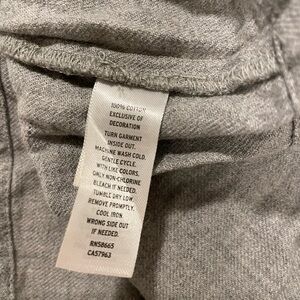 100% COTTON
EXCLUSIVE OF
DECORATION
TURN GARMENT
INSIDE OUT.
MACHINE WASH COLD.
GENTLE CYCLE.
WITH LIKE COLORS.
ONLY NON-CHLORINE
BLEACH IF NEEDED.
TUMBLE DRY LOW.
REMOVE PROMPTLY.
COOL IRON.
WRONG SIDE OUT
IF NEEDED.
RN58665
CA57963